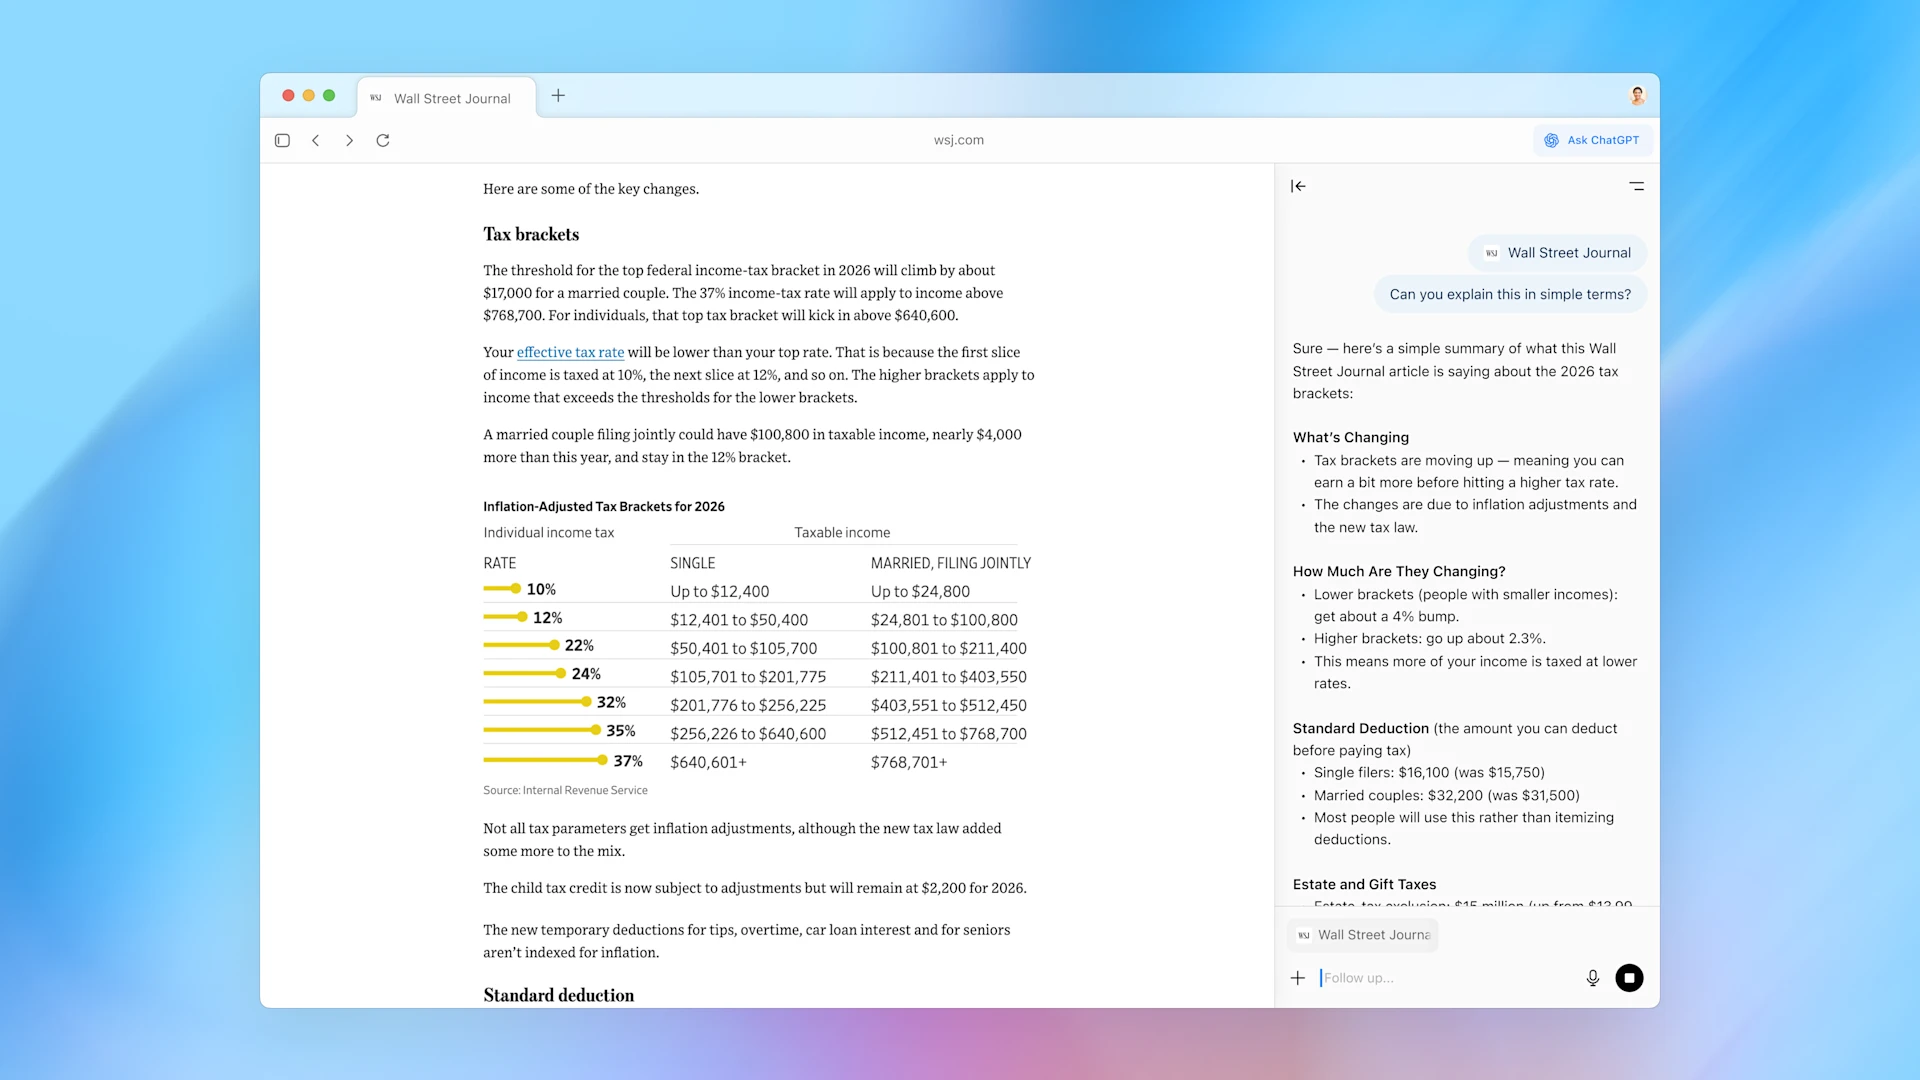 WSJ Wall Street Journal
wsj.com
Ask ChatGPT
Here are some of the key changes.
Tax brackets
The threshold for the top federal income-tax bracket in 2026 will climb by about
$17,000 for a married couple. The 37% income-tax rate will apply to income above
$768,700. For individuals, that top tax bracket will kick in above $640,600.
Your effective tax rate will be lower than your top rate. That is because the first slice
of income is taxed at 10%, the next slice at 12%, and so on. The higher brackets apply to
income that exceeds the thresholds for the lower brackets.
A married couple filing jointly could have $100,800 in taxable income, nearly $4,000
more than this year, and stay in the 12% bracket.
Inflation-Adjusted Tax Brackets for 2026
Individual income tax Taxable income
RATE SINGLE MARRIED, FILING JOINTLY
10% Up to $12,400 Up to $24,800
12% $12,401 to $50,400 $24,801 to $100,800
22% $50,401 to $105,700 $100,801 to $211,400
24% $105,701 to $201,775 $211,401 to $403,550
32% $201,776 to $256,225 $403,551 to $512,450
35% $256,226 to $640,600 $512,451 to $768,700
37% $640,601+ $768,701+
Source: Internal Revenue Service
Not all tax parameters get inflation adjustments, although the new tax law added
some more to the mix.
The child tax credit is now subject to adjustments but will remain at $2,200 for 2026.
The new temporary deductions for tips, overtime, car loan interest and for seniors
aren’t indexed for inflation.
Standard deduction
WSJ Wall Street Journal
Can you explain this in simple terms?
Sure — here’s a simple summary of what this Wall
Street Journal article is saying about the 2026 tax
brackets:
What’s Changing
• Tax brackets are moving up — meaning you can
earn a bit more before hitting a higher tax rate.
• The changes are due to inflation adjustments and
the new tax law.
How Much Are They Changing?
• Lower brackets (people with smaller incomes):
get about a 4% bump.
• Higher brackets: go up about 2.3%.
• This means more of your income is taxed at lower
rates.
Standard Deduction (the amount you can deduct
before paying tax)
• Single filers: $16,100 (was $15,750)
• Married couples: $32,200 (was $31,500)
• Most people will use this rather than itemizing
deductions.
Estate and Gift Taxes
Estate-tax exclusion: $15 million (up from $13.99
WSJ Wall Street Journa
Follow up...